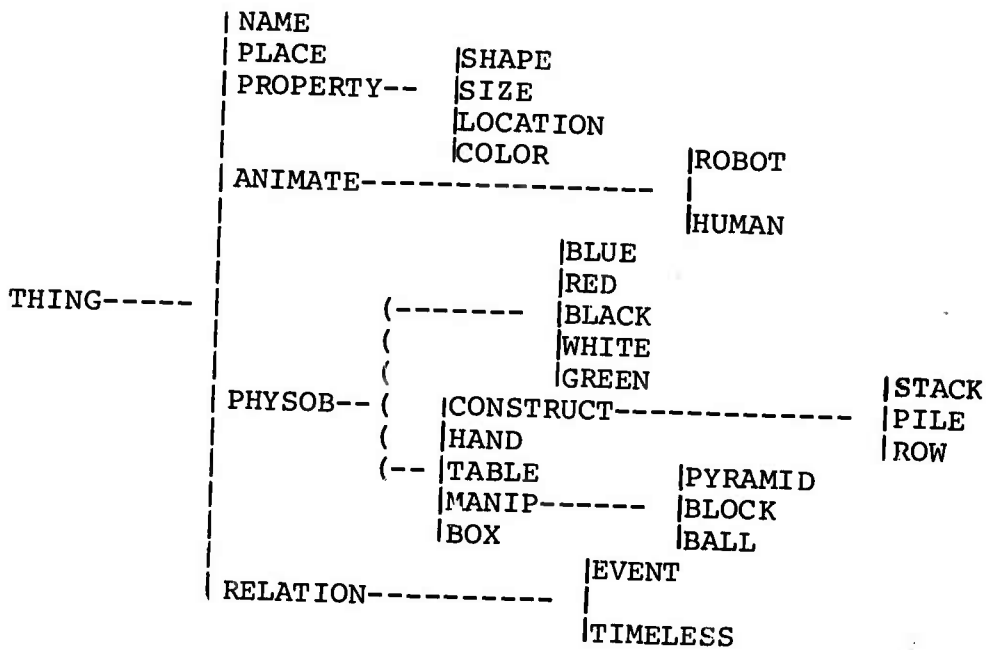 NAME
PLACE
PROPERTY-- |SHAPE
|SIZE
|LOCATION
|COLOR
ANIMATE---------------- |ROBOT
|HUMAN
THING-----
PHYSOB--
(------- |BLUE
|RED
|BLACK
|WHITE
|GREEN
(-- |CONSTRUCT------------- |STACK
|PILE
|ROW
|HAND
|TABLE
|MANIP------ |PYRAMID
|BLOCK
|BALL
|BOX
RELATION---------- |EVENT
|TIMELESS